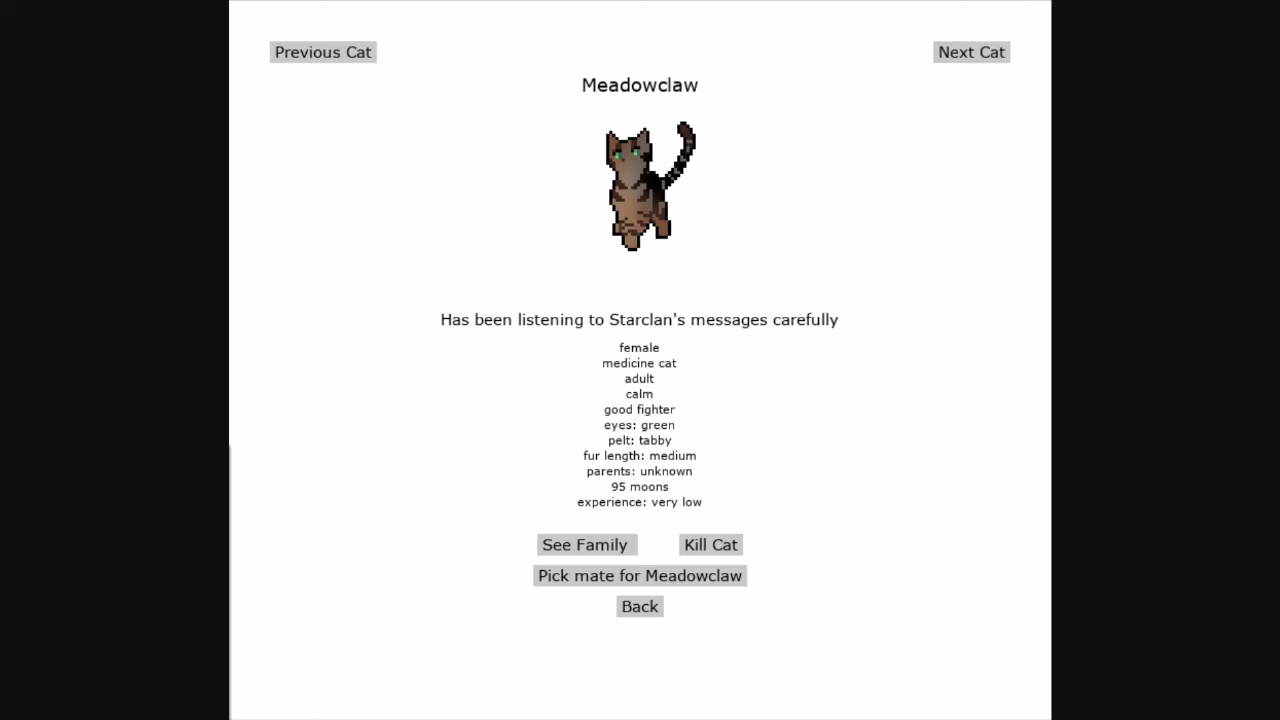 Previous Cat
Next Cat
Meadowclaw
Has been listening to Starclan's messages carefully
female
medicine cat
adult
calm
good fighter
eyes: green
pelt: tabby
fur length: medium
parents: unknown
95 moons
experience: very low
See Family
Kill Cat
Pick mate for Meadowclaw
Back